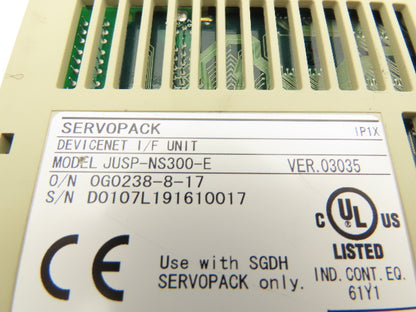 SERVOPACK
IP1X
DEVICENET I/F UNIT
MODEL JUSP-NS300-E VER.03035
O/N 0G0238-8-17
S/N D0107L191610017
C UL US
LISTED
IND. CONT. EQ.
61Y1
CE
Use with SGDH
SERVOPACK only.